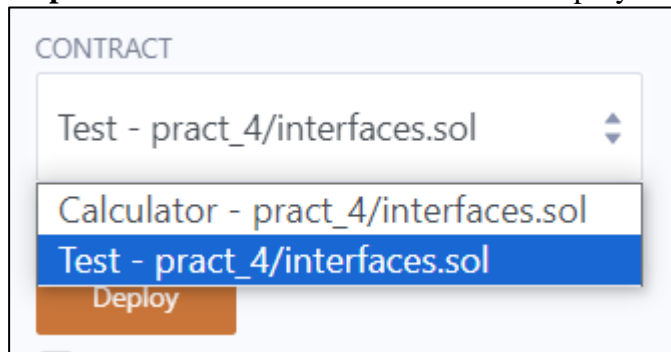 CONTRACT
Test - pract_4/interfaces.sol
Calculator - pract_4/interfaces.sol
Test - pract_4/interfaces.sol
Deploy